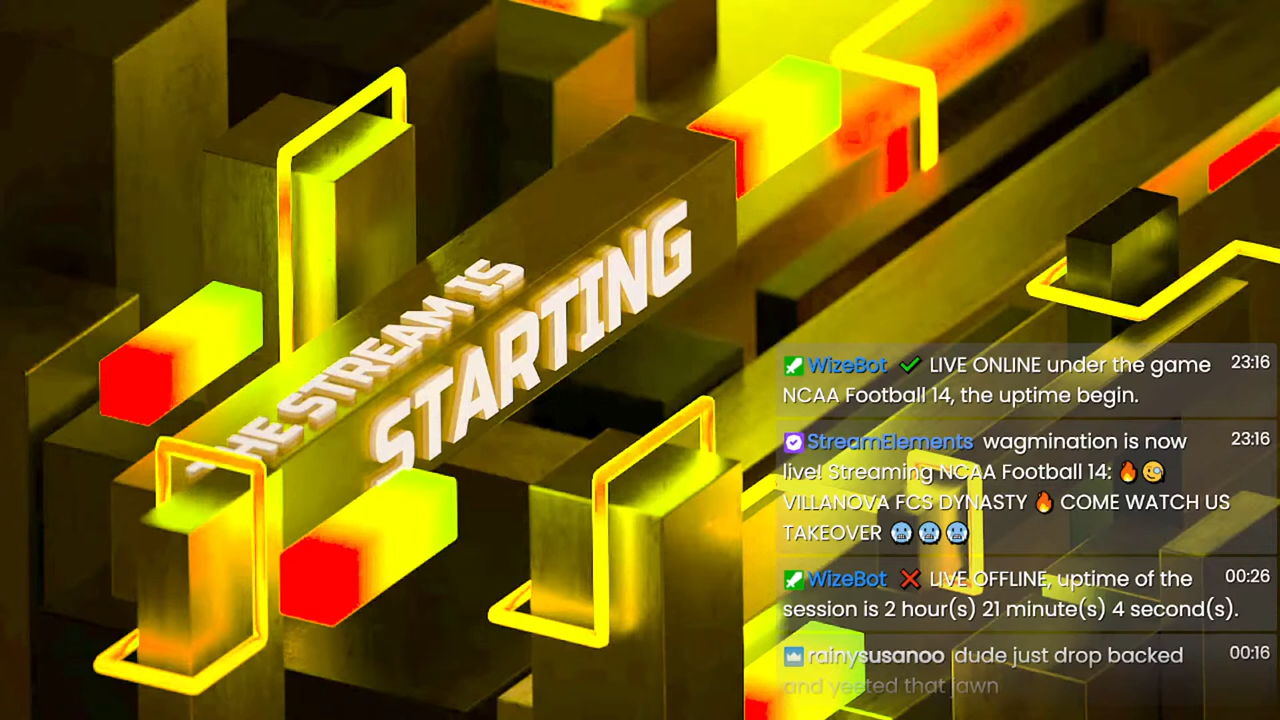 THE STREAM IS
STARTING
WizeBot ✔ LIVE ONLINE under the game 23:16
NCAA Football 14, the uptime begin.
StreamElements wagmination is now 23:16
live! Streaming NCAA Football 14: 🔥🧐
VILLANOVA FCS DYNASTY 🔥 COME WATCH US
TAKEOVER 🥶🥶🥶
WizeBot ❌ LIVE OFFLINE, uptime of the 00:26
session is 2 hour(s) 21 minute(s) 4 second(s).
rainysusanoo dude just drop backed 00:16
and yeeted that jawn